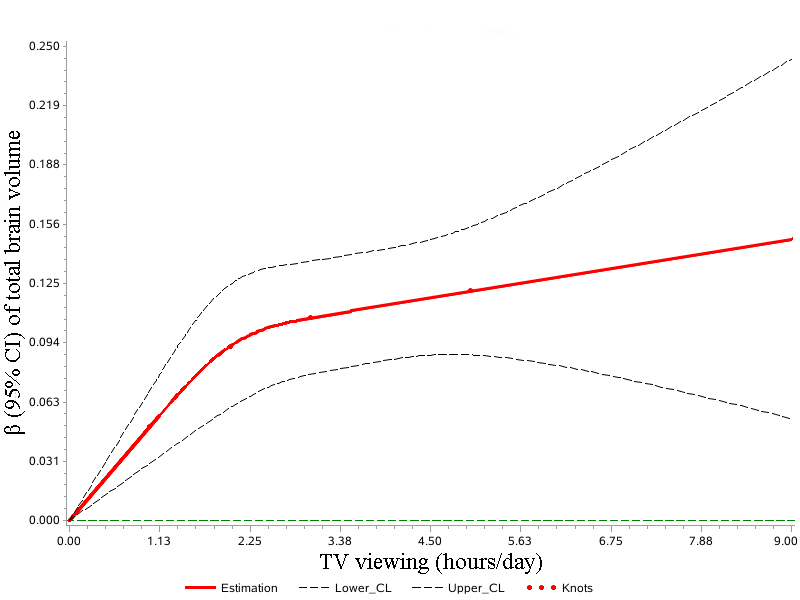 β (95% CI) of total brain volume
0.250
0.219
0.188
0.156
0.125
0.094
0.063
0.031
0.000
0.00 1.13 2.25 3.38 4.50 5.63 6.75 7.88 9.00
TV viewing (hours/day)
Estimation Lower_CL Upper_CL Knots